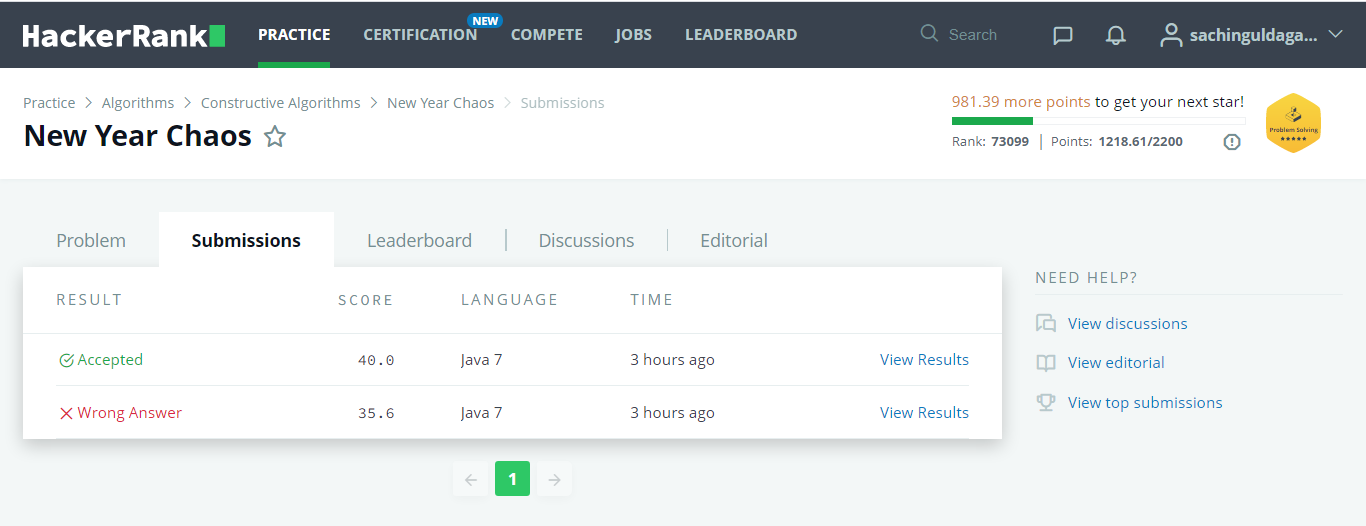 HackerRank PRACTICE CERTIFICATION NEW COMPETE JOBS LEADERBOARD Search sachinguldaga...
Practice Algorithms Constructive Algorithms New Year Chaos Submissions
981.39 more points to get your next star!
New Year Chaos
Rank: 73099 | Points: 1218.61/2200
Problem Solving
Problem Submissions Leaderboard Discussions Editorial
NEED HELP?
RESULT SCORE LANGUAGE TIME
View discussions
Accepted 40.0 Java 7 3 hours ago View Results
View editorial
Wrong Answer 35.6 Java 7 3 hours ago View Results
View top submissions
1